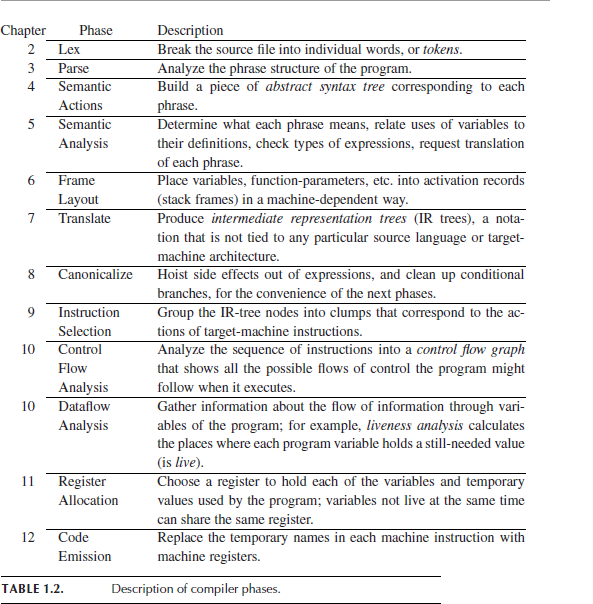 Chapter Phase Description
2 Lex Break the source file into individual words, or tokens.
3 Parse Analyze the phrase structure of the program.
4 Semantic Build a piece of abstract syntax tree corresponding to each
Actions phrase.
5 Semantic Determine what each phrase means, relate uses of variables to
Analysis their definitions, check types of expressions, request translation
of each phrase.
6 Frame Place variables, function-parameters, etc. into activation records
Layout (stack frames) in a machine-dependent way.
7 Translate Produce intermediate representation trees (IR trees), a nota-
tion that is not tied to any particular source language or target-
machine architecture.
8 Canonicalize Hoist side effects out of expressions, and clean up conditional
branches, for the convenience of the next phases.
9 Instruction Group the IR-tree nodes into clumps that correspond to the ac-
Selection tions of target-machine instructions.
10 Control Analyze the sequence of instructions into a control flow graph
Flow that shows all the possible flows of control the program might
Analysis follow when it executes.
10 Dataflow Gather information about the flow of information through vari-
Analysis ables of the program; for example, liveness analysis calculates
the places where each program variable holds a still-needed value
(is live).
11 Register Choose a register to hold each of the variables and temporary
Allocation values used by the program; variables not live at the same time
can share the same register.
12 Code Replace the temporary names in each machine instruction with
Emission machine registers.
TABLE 1.2. Description of compiler phases.